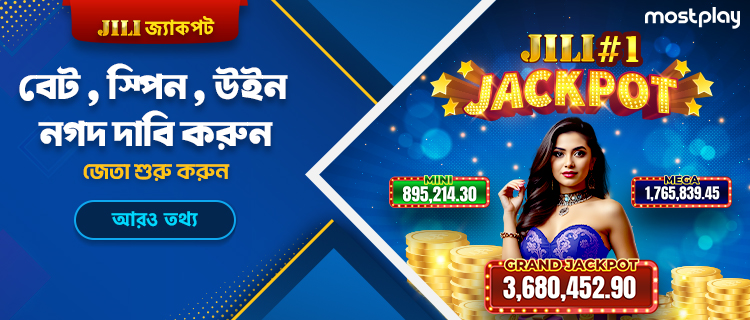 JILI জ্যাকপট
বেট , স্পিন , উইন
নগদ দাবি করুন
জেতা শুরু করুন
আরও তথ্য
mostplay
JILI#1
JACKPOT
MINI
895,214.30
MEGA
1,765,839.45
GRAND JACKPOT
3,680,452.90